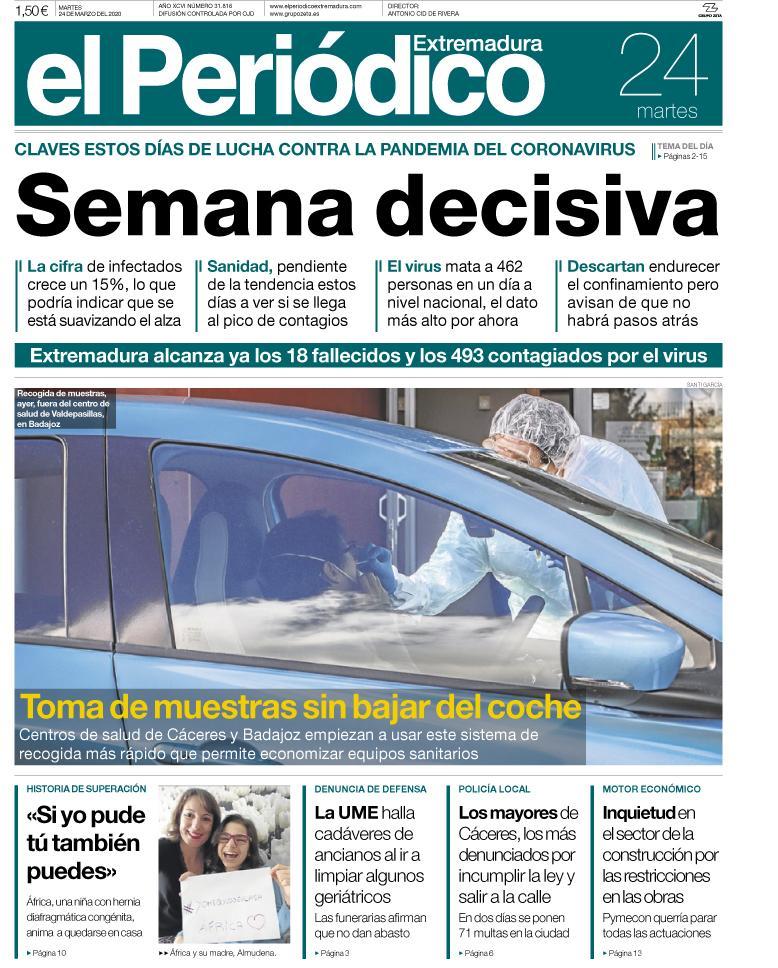 1,50 €
MARTES
24 DE MARZO DEL 2020
AÑO XCVI NÚMERO 31.816
DIFUSIÓN CONTROLADA POR OJD
www.elperiodicoextremadura.com
www.grupozeta.es
DIRECTOR:
ANTONIO CID DE RIVERA
GRUPO ZETA
el Periódico
Extremadura
24
martes
CLAVES ESTOS DÍAS DE LUCHA CONTRA LA PANDEMIA DEL CORONAVIRUS
TEMA DEL DÍA
▸ Páginas 2-15
Semana decisiva
La cifra de infectados
crece un 15%, lo que
podría indicar que se
está suavizando el alza
Sanidad, pendiente
de la tendencia estos
días a ver si se llega
al pico de contagios
El virus mata a 462
personas en un día a
nivel nacional, el dato
más alto por ahora
Descartan endurecer
el confinamiento pero
avisan de que no
habrá pasos atrás
Extremadura alcanza ya los 18 fallecidos y los 493 contagiados por el virus
SANTI GARCÍA
Recogida de muestras,
ayer, fuera del centro de
salud de Valdepasillas,
en Badajoz
Toma de muestras sin bajar del coche
Centros de salud de Cáceres y Badajoz empiezan a usar este sistema de
recogida más rápido que permite economizar equipos sanitarios
HISTORIA DE SUPERACIÓN
«Si yo pude
tú también
puedes»
África, una niña con hernia
diafragmática congénita,
anima a quedarse en casa
▸ Página 10
ÁFRICA
▸▸ África y su madre, Almudena.
DENUNCIA DE DEFENSA
La UME halla
cadáveres de
ancianos al ir a
limpiar algunos
geriátricos
Las funerarias afirman
que no dan abasto
▸ Página 3
POLICÍA LOCAL
Los mayores de
Cáceres, los más
denunciados por
incumplir la ley y
salir a la calle
En dos días se ponen
71 multas en la ciudad
▸ Página 6
MOTOR ECONÓMICO
Inquietud en
el sector de la
construcción por
las restricciones
en las obras
Pymecon querría parar
todas las actuaciones
▸ Página 13